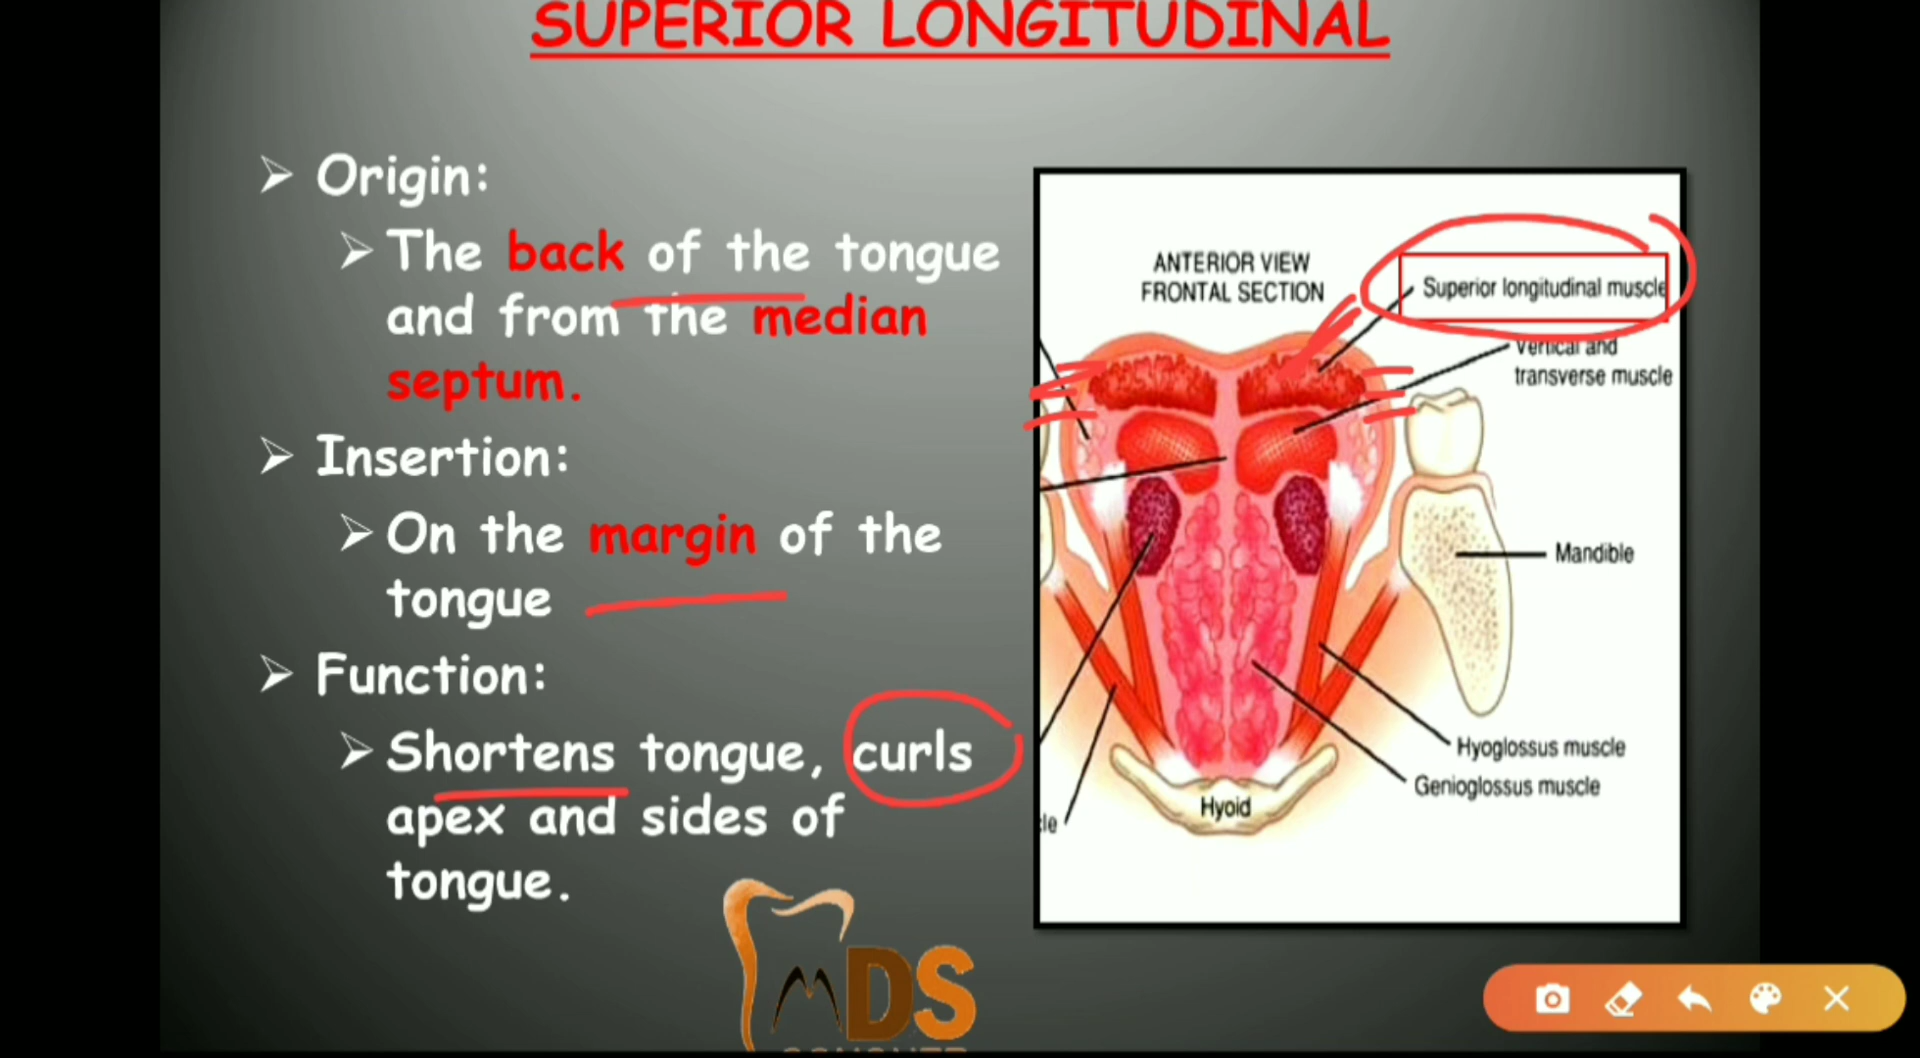 SUPERIOR LONGITUDINAL
➢ Origin:
➢ The back of the tongue
and from the median
septum.
➢ Insertion:
➢ On the margin of the
tongue
➢ Function:
➢ Shortens tongue, curls
apex and sides of
tongue.
ANTERIOR VIEW
FRONTAL SECTION
Superior longitudinal muscle
Vertical and
transverse muscle
Mandible
Hyoglossus muscle
Genioglossus muscle
Hyoid
cle
MDS